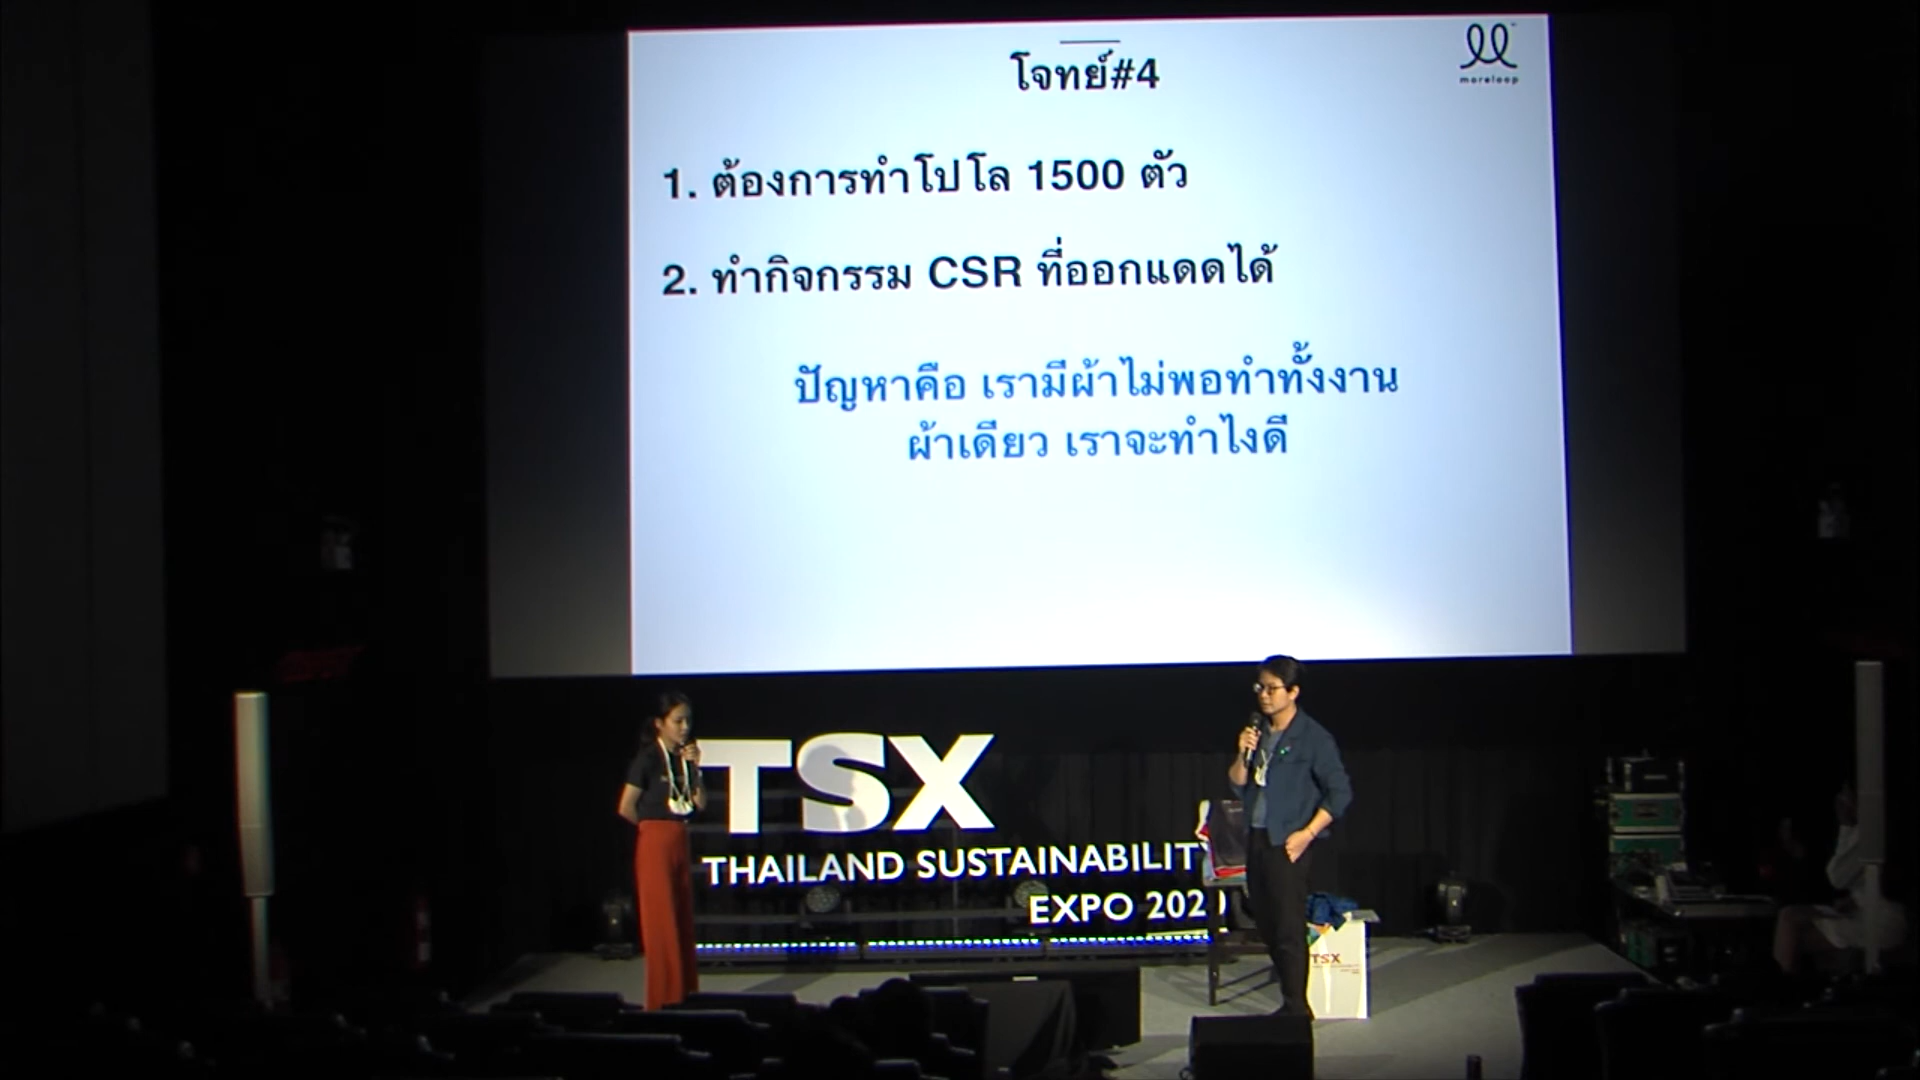 โจทย์#4
moreloop
1. ต้องการทำโปโล 1500 ตัว
2. ทำกิจกรรม CSR ที่ออกแดดได้
ปัญหาคือ เรามีผ้าไม่พอทำทั้งงาน
ผ้าเดียว เราจะทำไงดี
TSX
THAILAND SUSTAINABILITY
EXPO 202
TSX